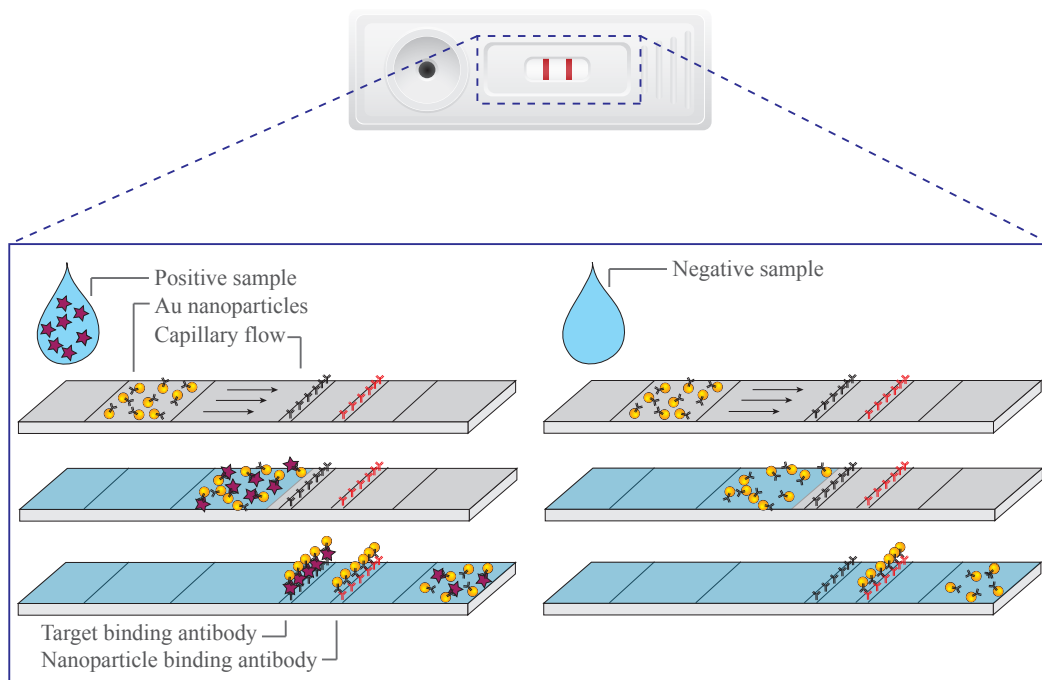 Positive sample
Au nanoparticles
Capillary flow
Negative sample
Target binding antibody
Nanoparticle binding antibody